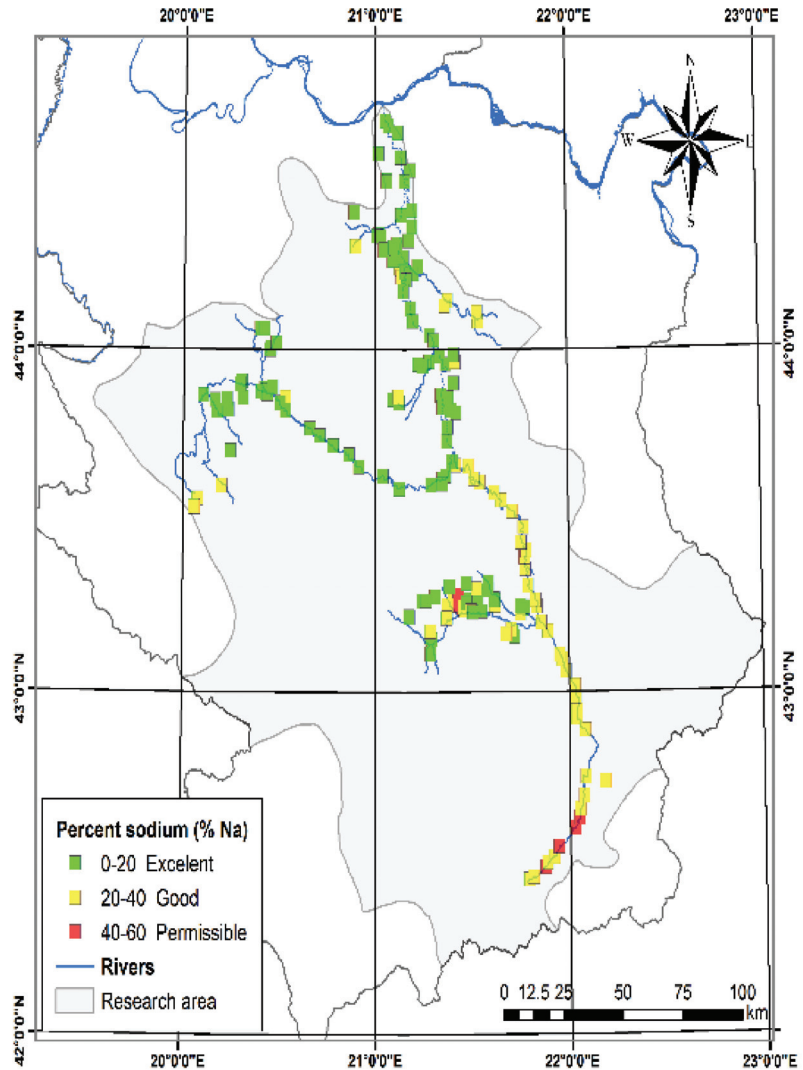 20°0'0"E 21°0'0"E 22°0'0"E 23°0'0"E
N
W E
S
44°0'0"N 44°0'0"N
43°0'0"N 43°0'0"N
Percent sodium (% Na)
0-20 Excelent
20-40 Good
40-60 Permissible
Rivers
Research area
0 12.5 25 50 75 100
km
42°0'0"N 42°0'0"N
20°0'0"E 21°0'0"E 22°0'0"E 23°0'0"E